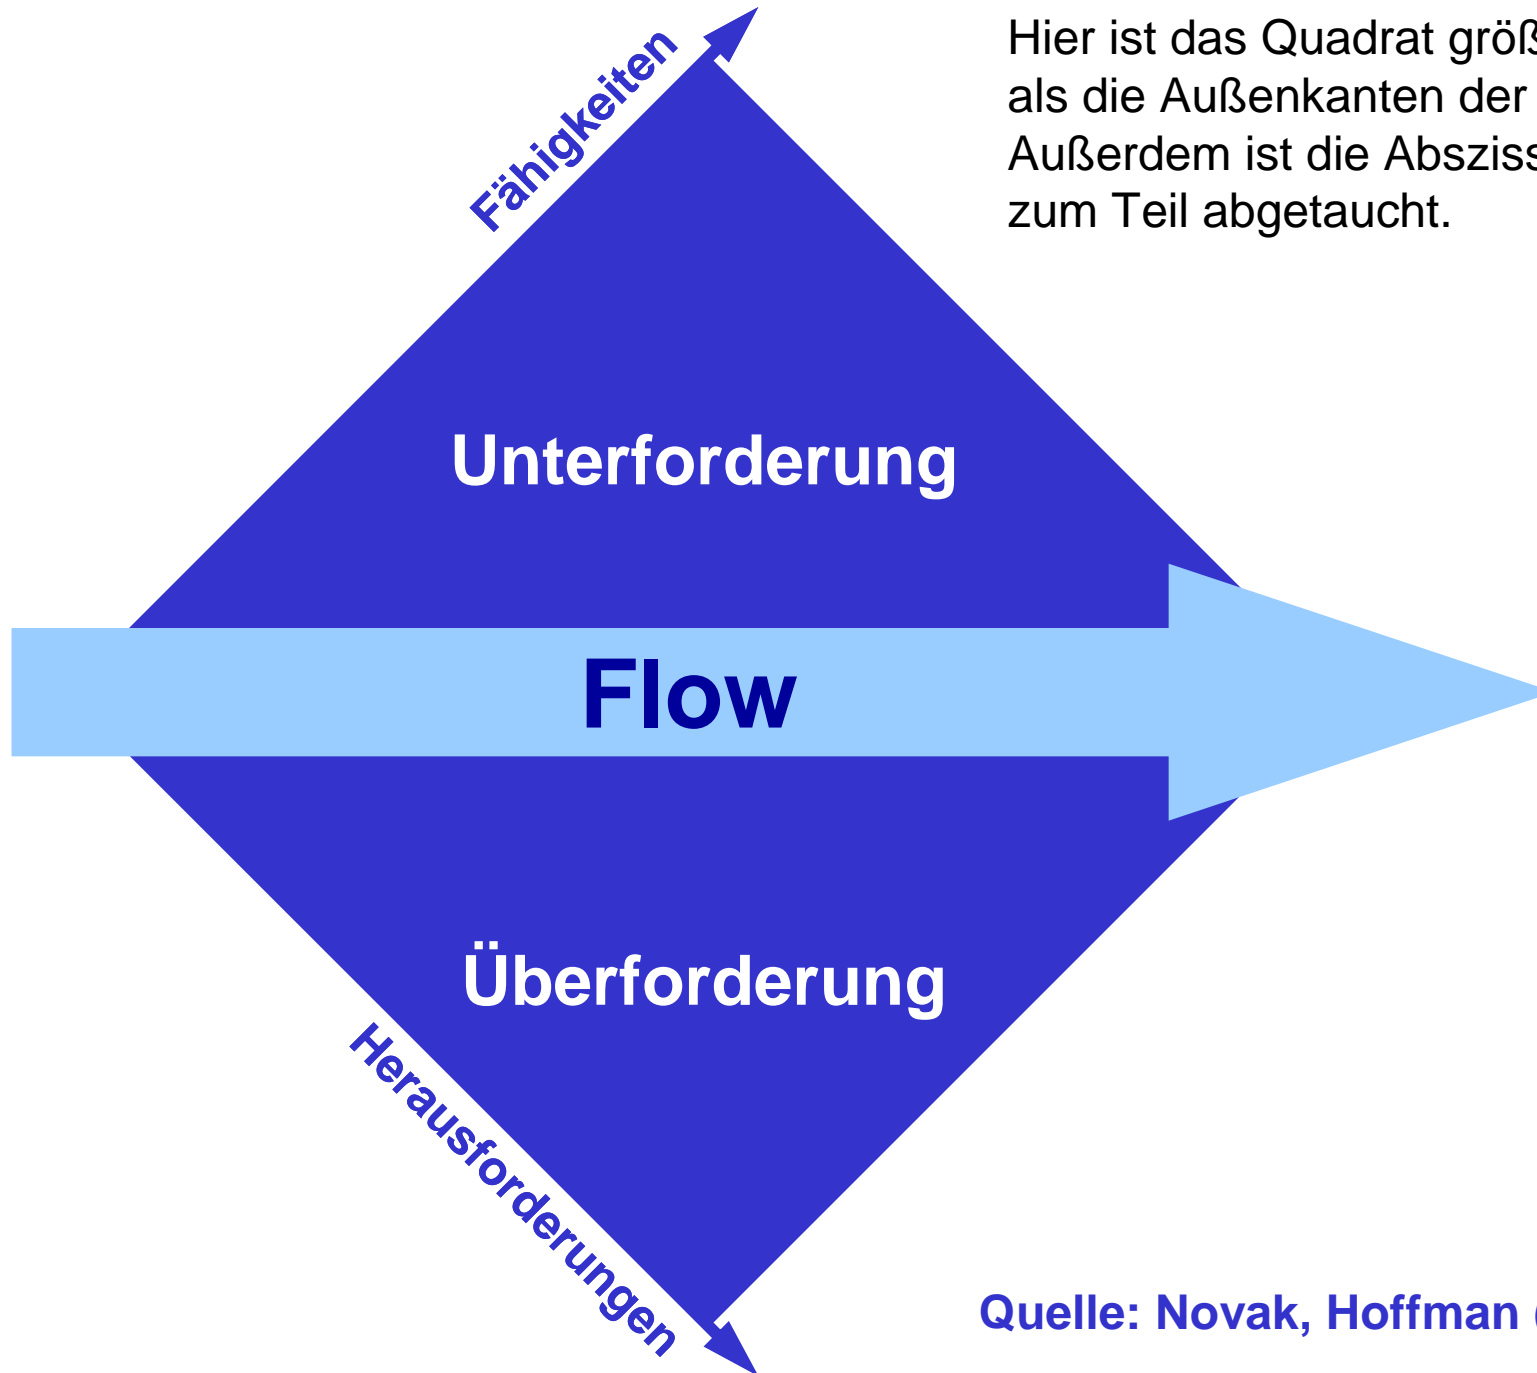 Hier ist das Quadrat größ
als die Außenkanten der
Außerdem ist die Abszis
zum Teil abgetaucht.
Fähigkeiten
Unterforderung
Flow
Überforderung
Herausforderungen
Quelle: Novak, Hoffman (